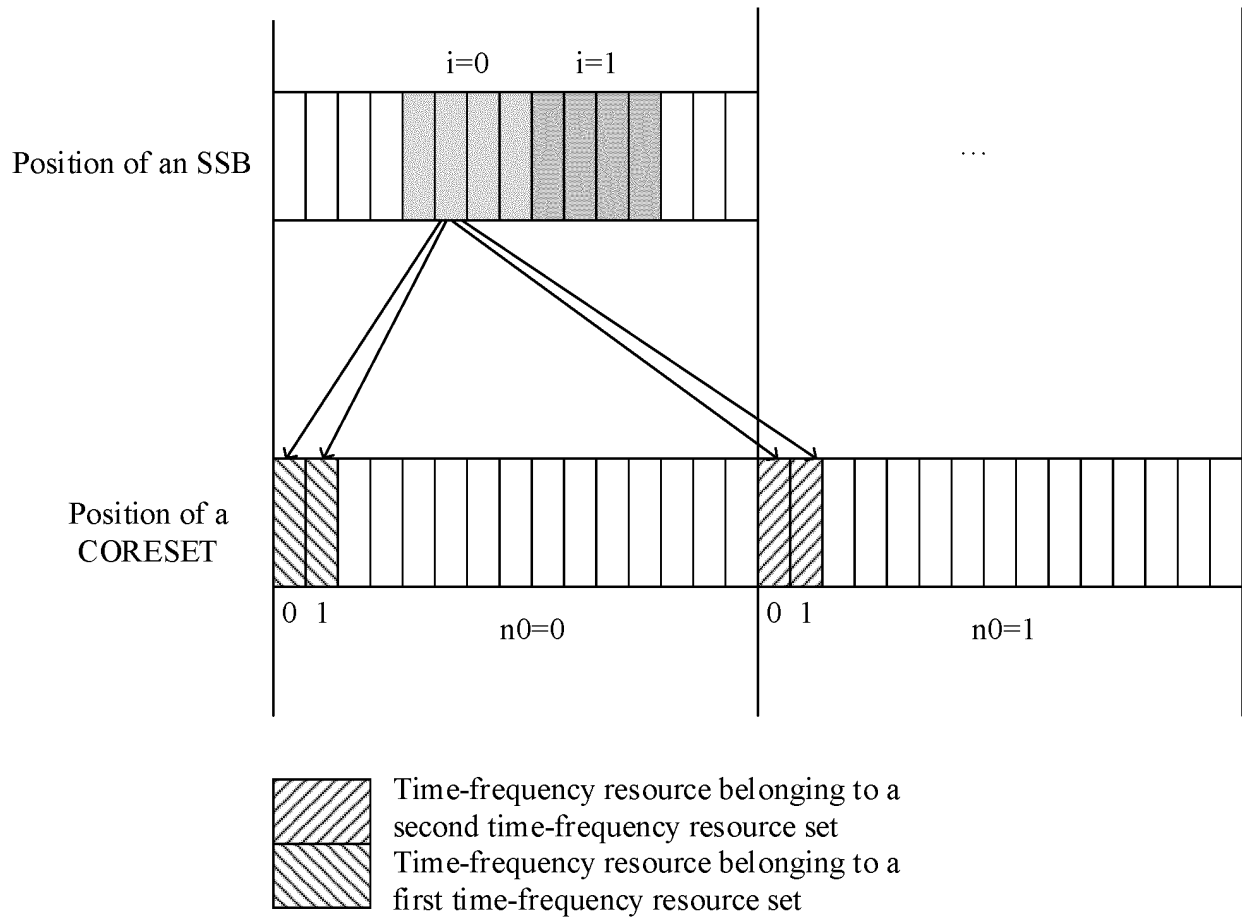 i=0 i=1
Position of an SSB
...
Position of a
CORESET
0 1 0 1
n0=0 n0=1
Time-frequency resource belonging to a
second time-frequency resource set
Time-frequency resource belonging to a
first time-frequency resource set